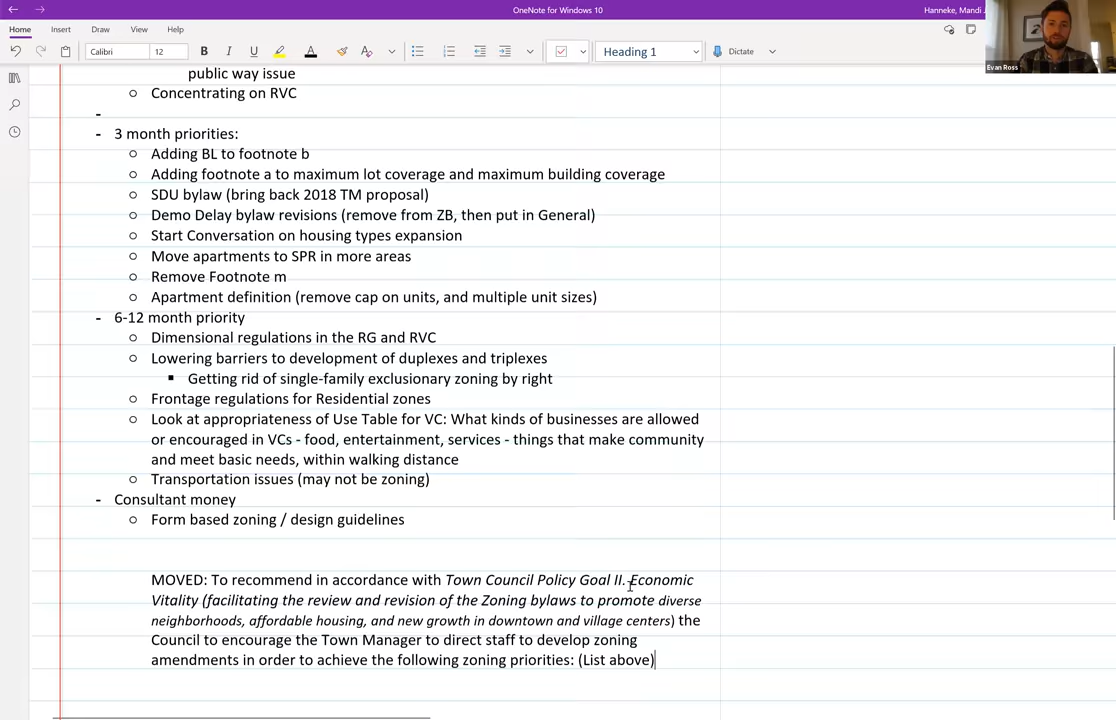 OneNote for Windows 10
Hanneke, Mandi J
Home Insert Draw View Help
Calibri 12 B I U A Heading 1 Dictate
Evan Ross
public way issue
o Concentrating on RVC
-
- 3 month priorities:
o Adding BL to footnote b
o Adding footnote a to maximum lot coverage and maximum building coverage
o SDU bylaw (bring back 2018 TM proposal)
o Demo Delay bylaw revisions (remove from ZB, then put in General)
o Start Conversation on housing types expansion
o Move apartments to SPR in more areas
o Remove Footnote m
o Apartment definition (remove cap on units, and multiple unit sizes)
- 6-12 month priority
o Dimensional regulations in the RG and RVC
o Lowering barriers to development of duplexes and triplexes
▪ Getting rid of single-family exclusionary zoning by right
o Frontage regulations for Residential zones
o Look at appropriateness of Use Table for VC: What kinds of businesses are allowed
or encouraged in VCs - food, entertainment, services - things that make community
and meet basic needs, within walking distance
o Transportation issues (may not be zoning)
- Consultant money
o Form based zoning / design guidelines
MOVED: To recommend in accordance with Town Council Policy Goal II. Economic
Vitality (facilitating the review and revision of the Zoning bylaws to promote diverse
neighborhoods, affordable housing, and new growth in downtown and village centers) the
Council to encourage the Town Manager to direct staff to develop zoning
amendments in order to achieve the following zoning priorities: (List above)